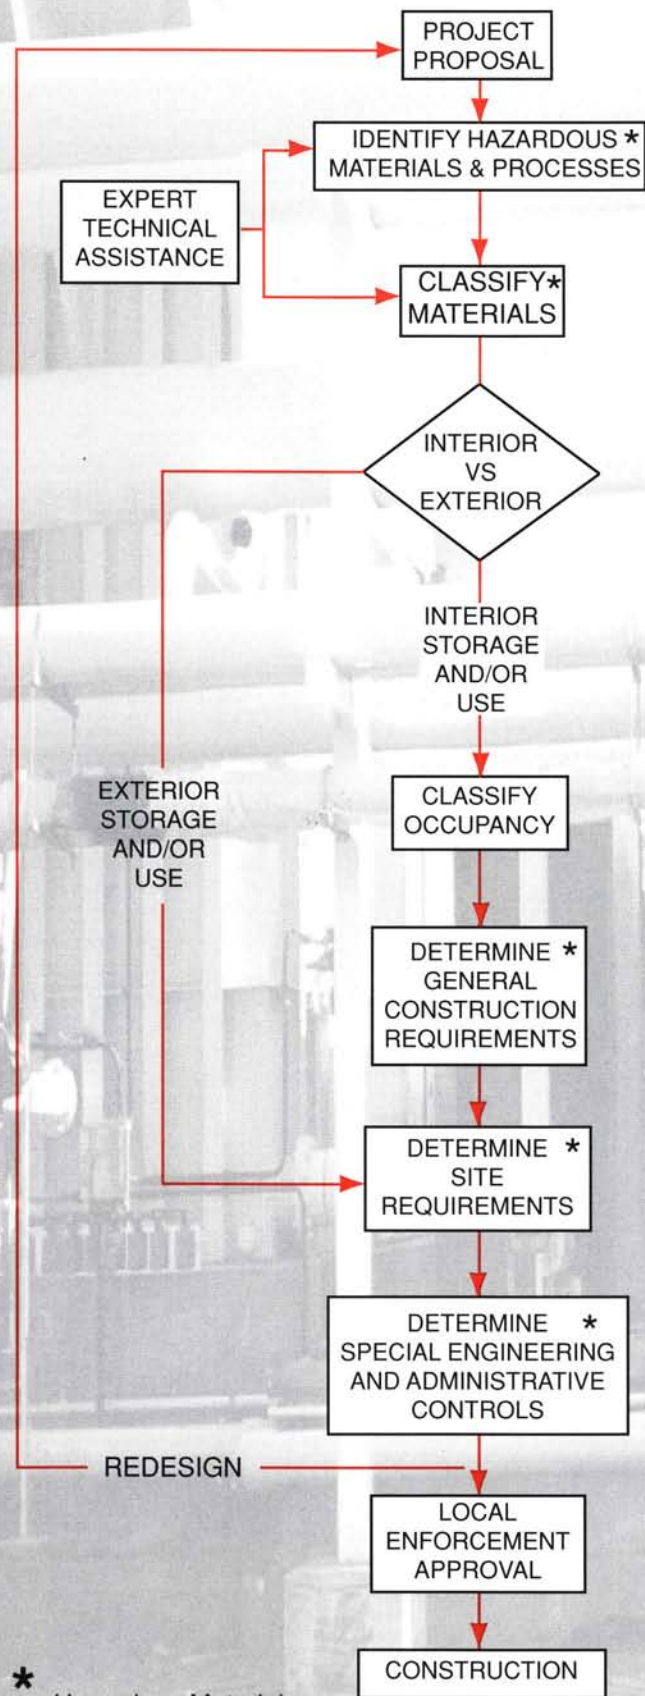 PROJECT
PROPOSAL
IDENTIFY HAZARDOUS *
MATERIALS & PROCESSES
EXPERT
TECHNICAL
ASSISTANCE
CLASSIFY *
MATERIALS
INTERIOR
VS
EXTERIOR
INTERIOR
STORAGE
AND/OR
USE
EXTERIOR
STORAGE
AND/OR
USE
CLASSIFY
OCCUPANCY
DETERMINE *
GENERAL
CONSTRUCTION
REQUIREMENTS
DETERMINE *
SITE
REQUIREMENTS
DETERMINE *
SPECIAL ENGINEERING
AND ADMINISTRATIVE
CONTROLS
REDESIGN
LOCAL
ENFORCEMENT
APPROVAL
CONSTRUCTION
*